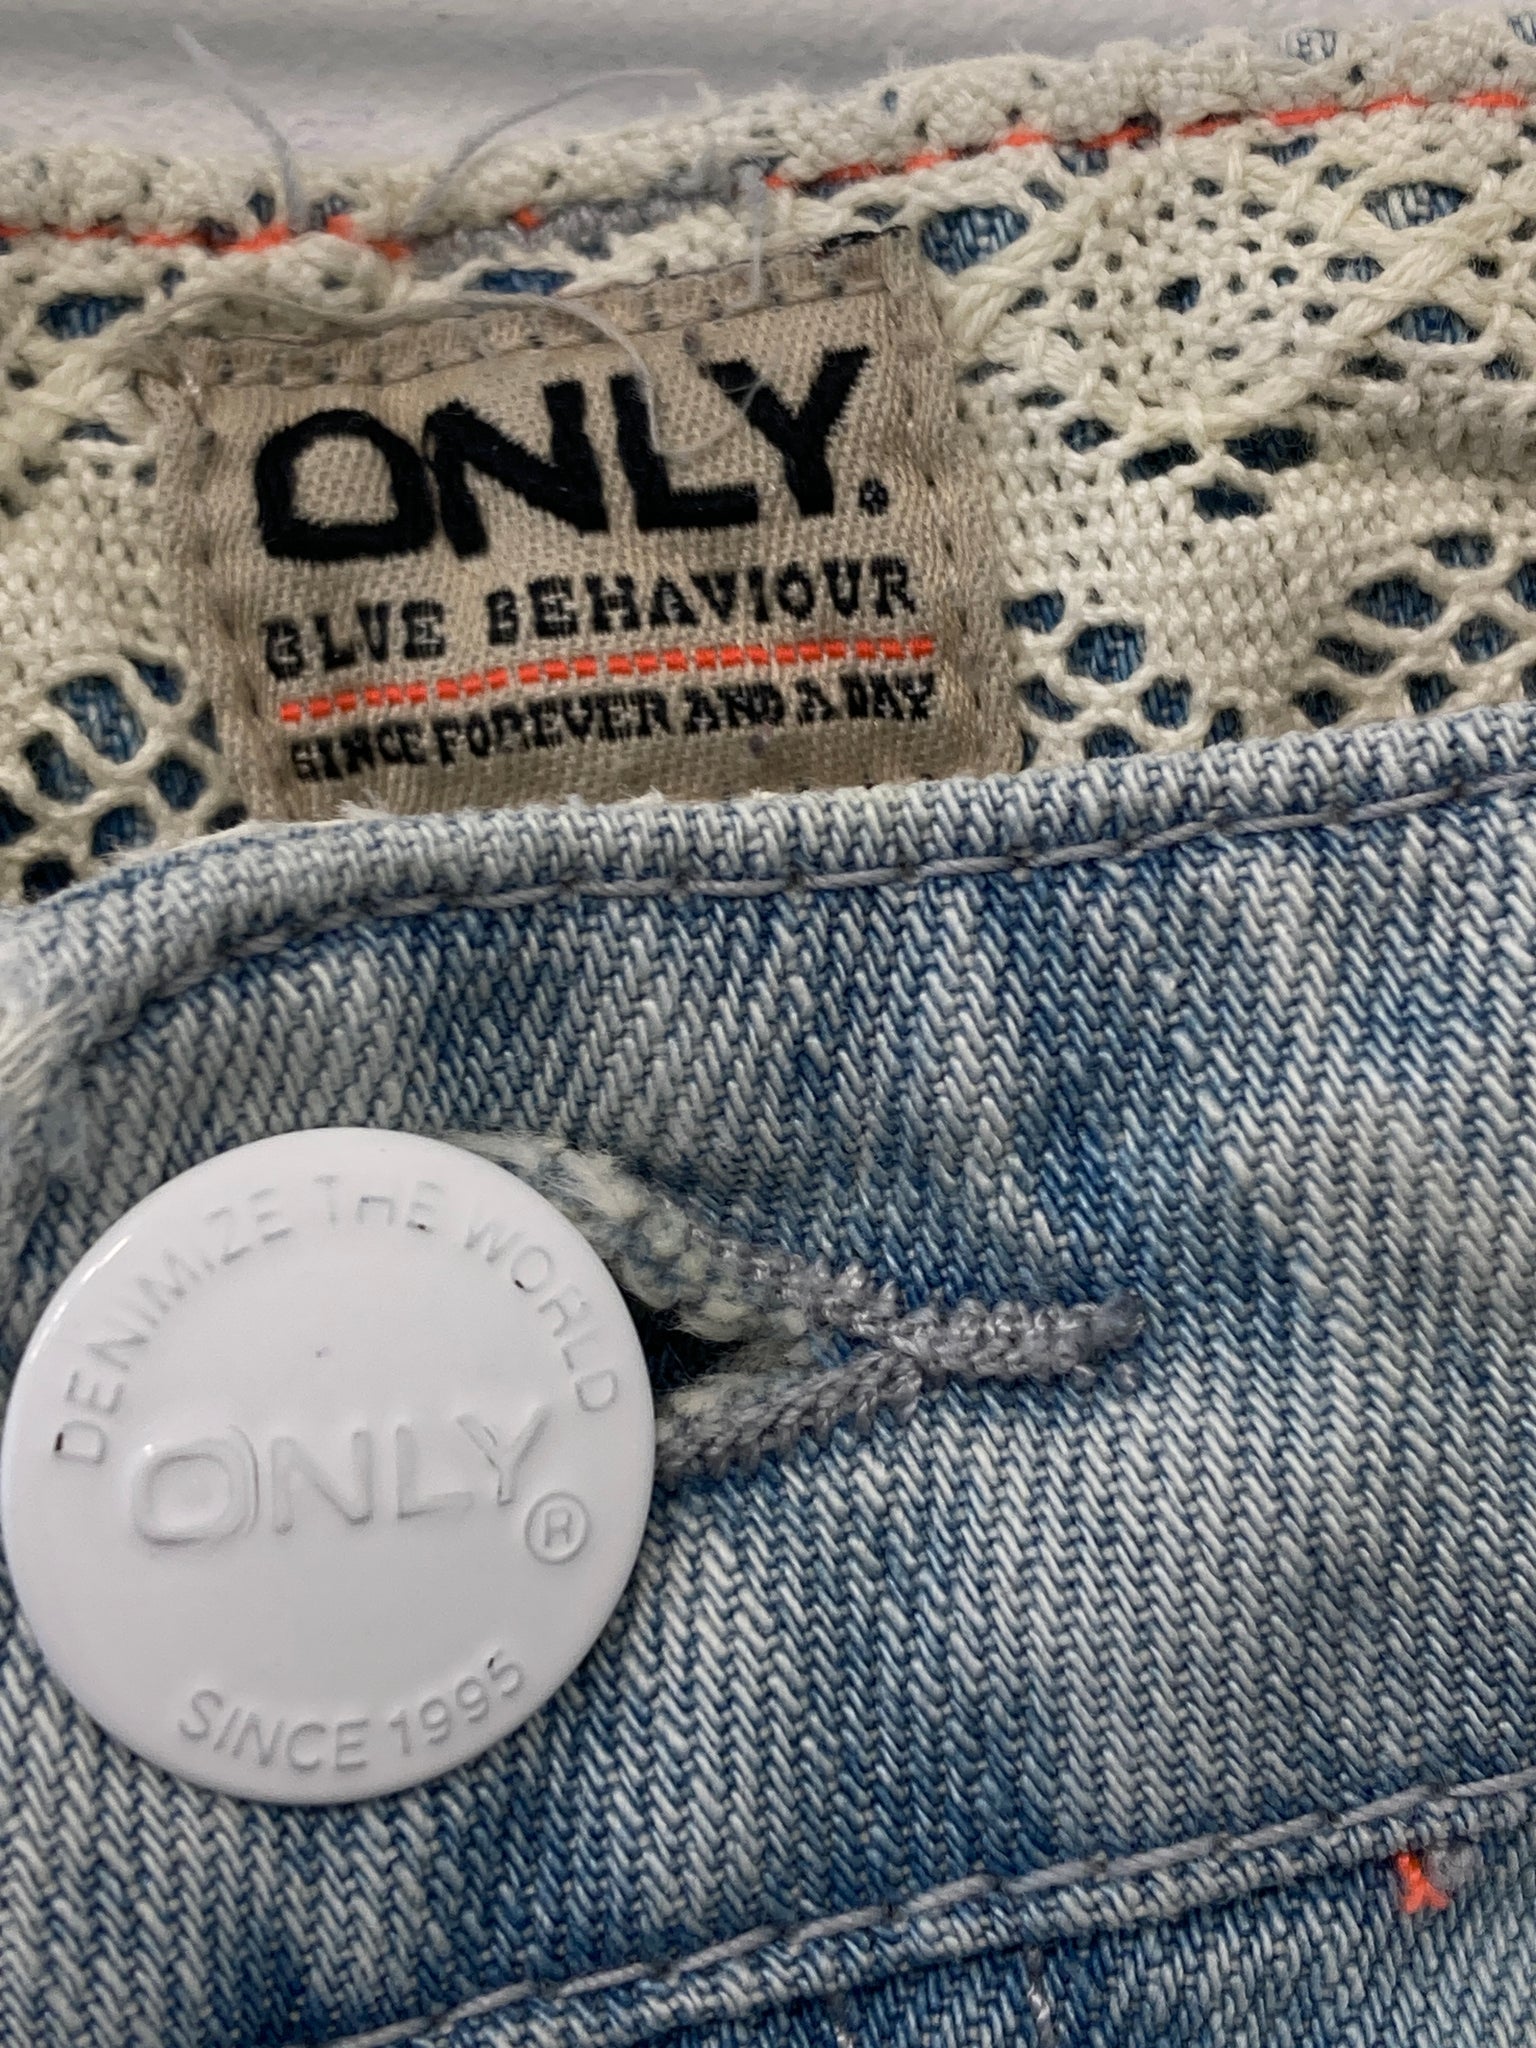 ONLY®
BLUE BEHAVIOUR
SINCE FOREVER AND A DAY
DENIMIZE THE WORLD
ONLY®
SINCE 1995